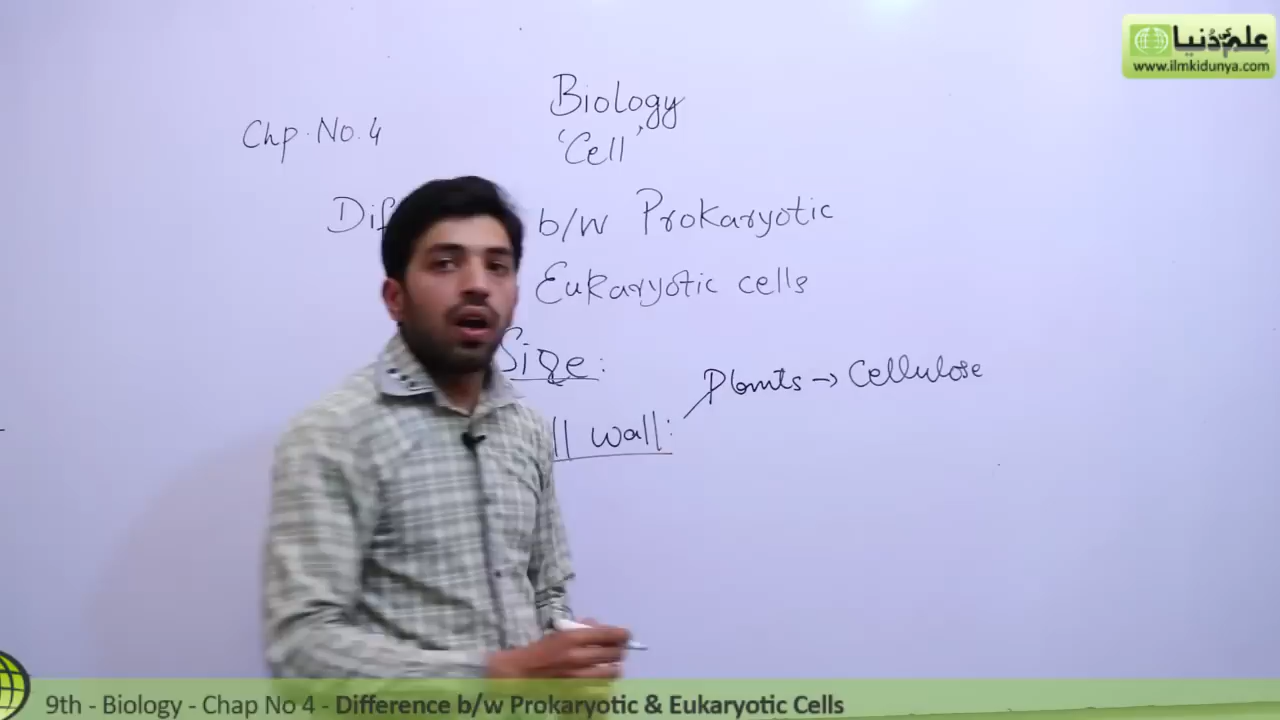 علم کی دُنیا
www.ilmkidunya.com
Biology
Chp. No. 4
'Cell'
b/w Prokaryotic
Eukaryotic cells
Size:
Plants → Cellulose
wall:
9th - Biology - Chap No 4 - Difference b/w Prokaryotic & Eukaryotic Cells